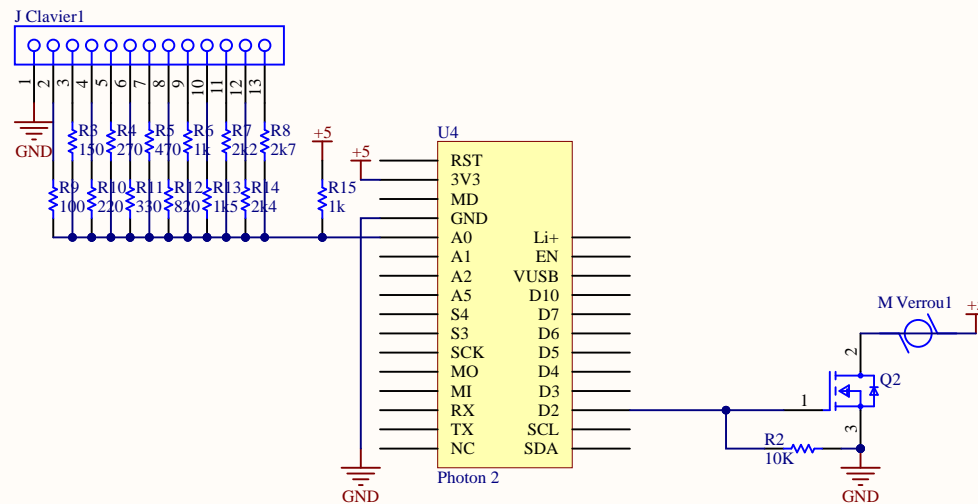 J Clavier1
1 2 3 4 5 6 7 8 9 10 11 12 13
GND
R3 R4 R5 R6 R7 R8
150 270 470 1k 2k2 2k7
R9 R10 R11 R12 R13 R14 R15
100 220 330 820 1k5 2k4 1k
+5
+5
U4
RST
3V3
MD
GND
A0 Li+
A1 EN
A2 VUSB
A5 D10
S4 D7
S3 D6
SCK D5
MO D4
MI D3
RX D2
TX SCL
NC SDA
Photon 2
GND
M Verrou1
2
Q2
1
3
R2
10K
GND